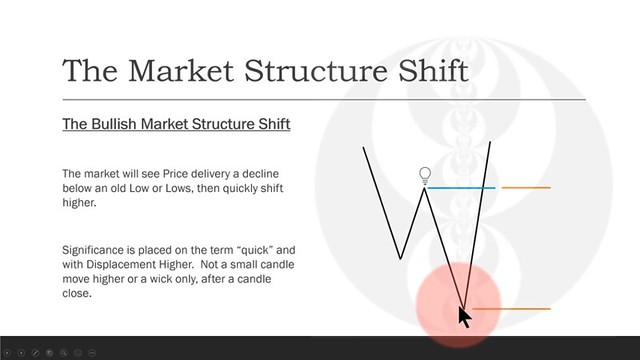 The Market Structure Shift
The Bullish Market Structure Shift
The market will see Price delivery a decline
below an old Low or Lows, then quickly shift
higher.
Significance is placed on the term “quick” and
with Displacement Higher.  Not a small candle
move higher or a wick only, after a candle
close.